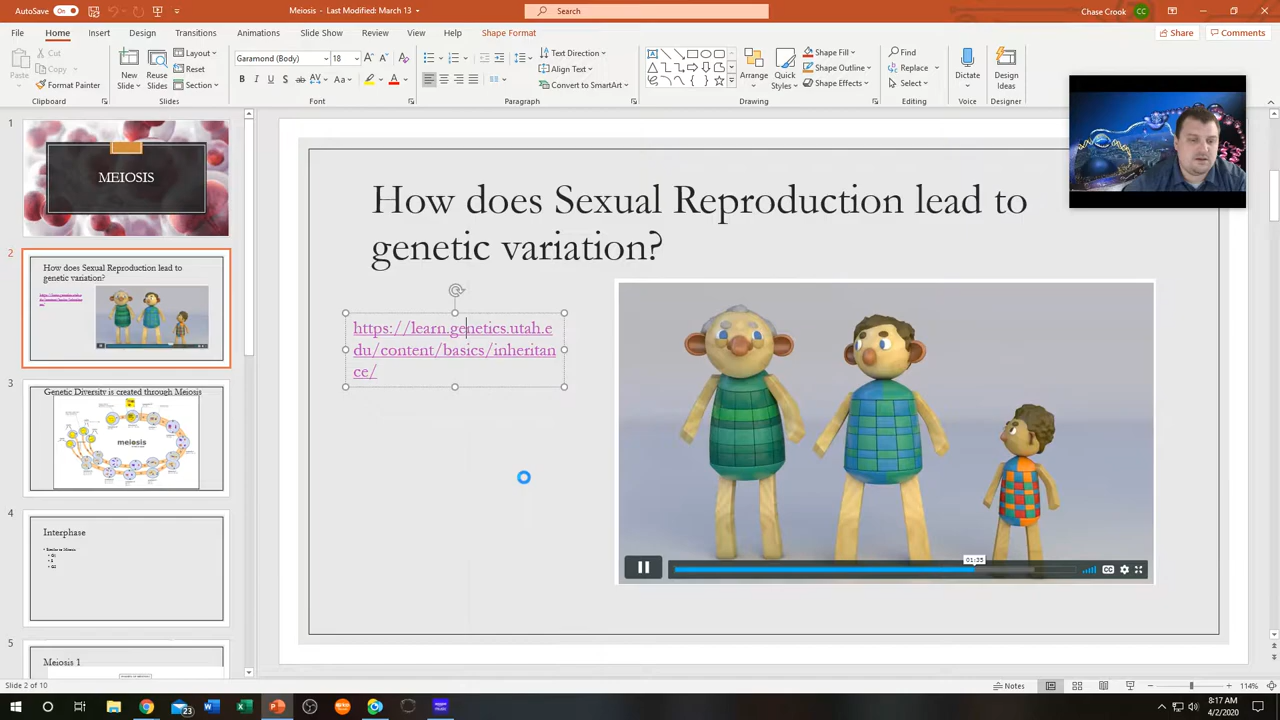 AutoSave
On
Meiosis - Last Modified: March 13
Search
Chase Crook
CC
File
Home
Insert
Design
Transitions
Animations
Slide Show
Review
View
Help
Shape Format
Share
Comments
Paste
Cut
Copy
Format Painter
New
Slide
Reuse
Slides
Layout
Reset
Section
Garamond (Body)
18
Text Direction
Align Text
Convert to SmartArt
Arrange
Quick
Styles
Shape Fill
Shape Outline
Shape Effects
Find
Replace
Select
Dictate
Design
Ideas
Clipboard
Slides
Font
Paragraph
Drawing
Editing
Voice
Designer
1
MEIOSIS
2
How does Sexual Reproduction lead to
genetic variation?
3
Genetic Diversity is created through Meiosis
meiosis
4
Interphase
5
Meiosis 1
How does Sexual Reproduction lead to
genetic variation?
https://learn.genetics.utah.e
du/content/basics/inheritan
ce/
01:35
CC
Slide 2 of 10
Notes
114%
23
8:17 AM
4/2/2020